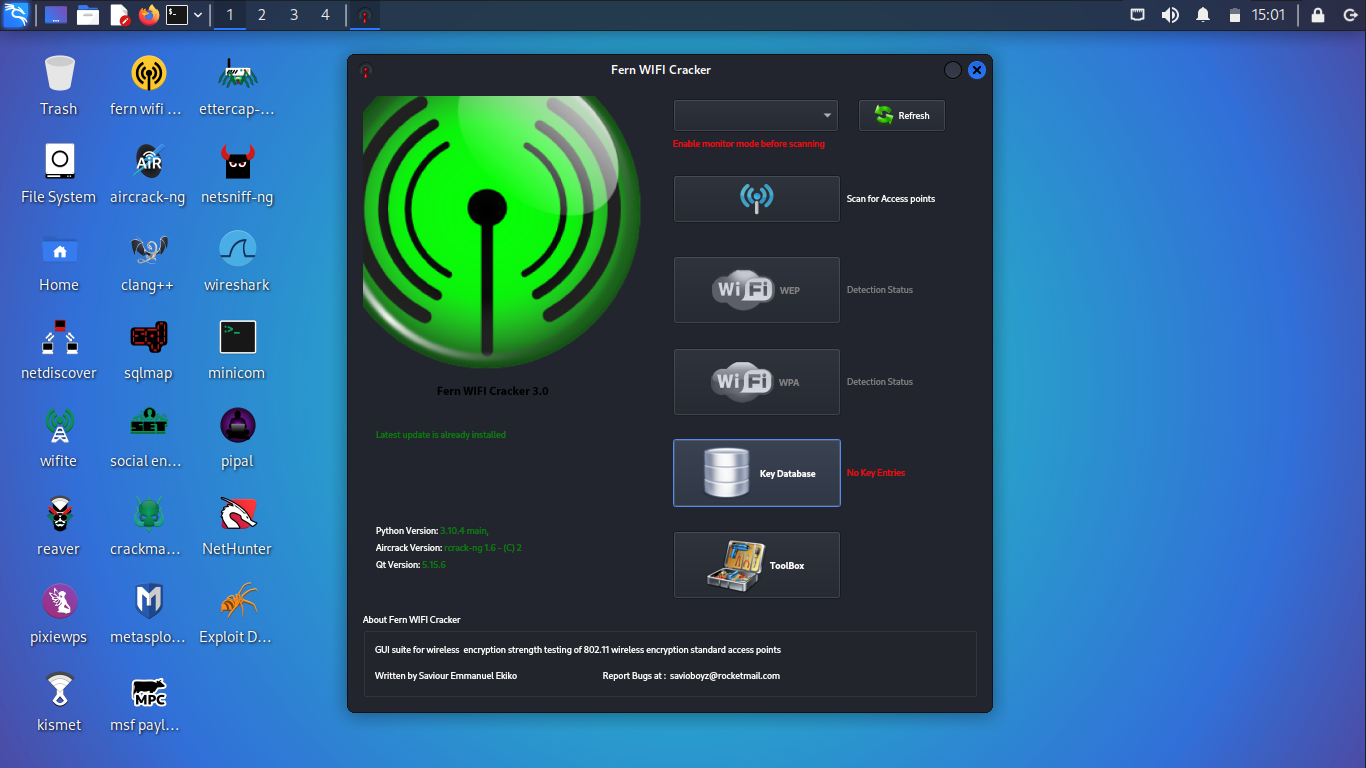 1 2 3 4
15:01
Trash
fern wifi ...
ettercap-...
File System
aircrack-ng
netsniff-ng
Home
clang++
wireshark
netdiscover
sqlmap
minicom
wifite
social en...
pipal
reaver
crackma...
NetHunter
pixiewps
metasplo...
Exploit D...
kismet
msf payl...
AIR
SET
MPC
Fern WIFI Cracker
Refresh
Enable monitor mode before scanning
Scan for Access points
WiFi WEP
Detection Status
WiFi WPA
Detection Status
Fern WIFI Cracker 3.0
Latest update is already installed
Key Database
No Key Entries
Python Version: 3.10.4 main,
Aircrack Version: rcrack-ng 1.6 - (C) 2
Qt Version: 5.15.6
ToolBox
About Fern WIFI Cracker
GUI suite for wireless encryption strength testing of 802.11 wireless encryption standard access points
Written by Saviour Emmanuel Ekiko
Report Bugs at : savioboyz@rocketmail.com